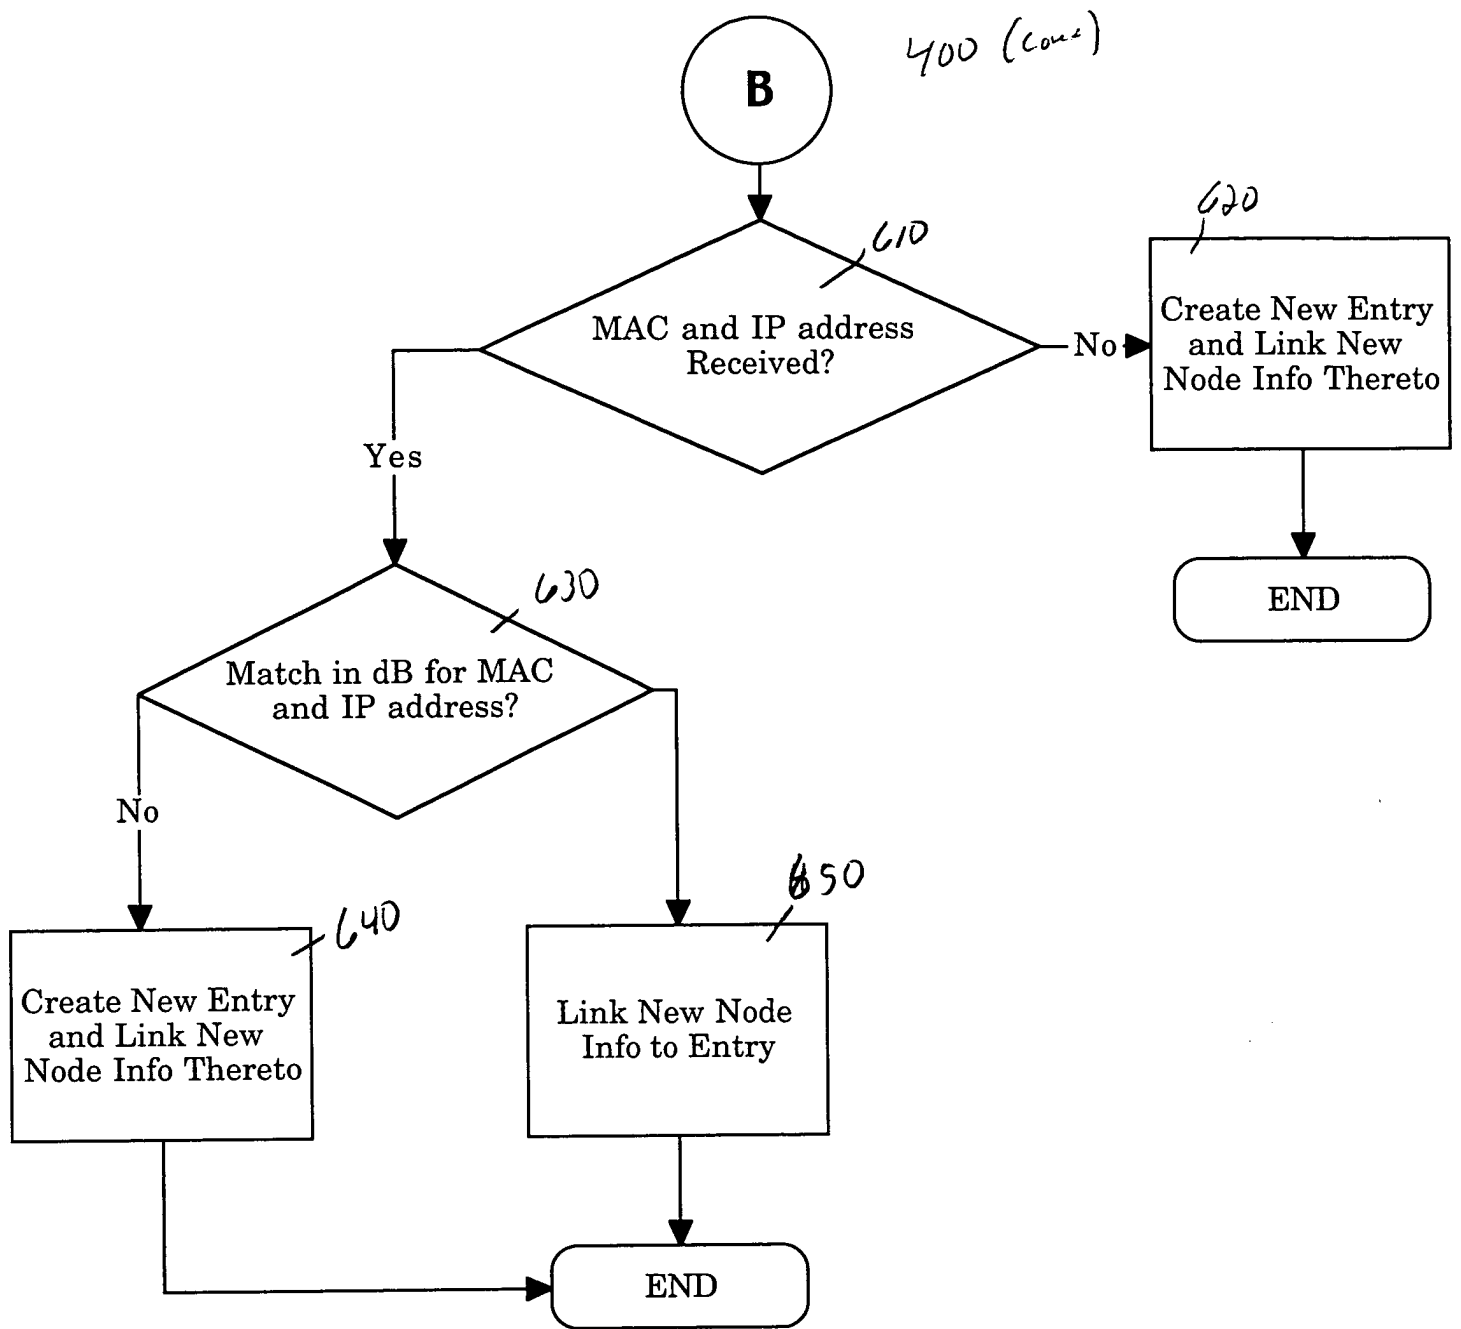 B
400 (cont)
610
MAC and IP address
Received?
No
620
Create New Entry
and Link New
Node Info Thereto
END
Yes
630
Match in dB for MAC
and IP address?
No
640
Create New Entry
and Link New
Node Info Thereto
650
Link New Node
Info to Entry
END